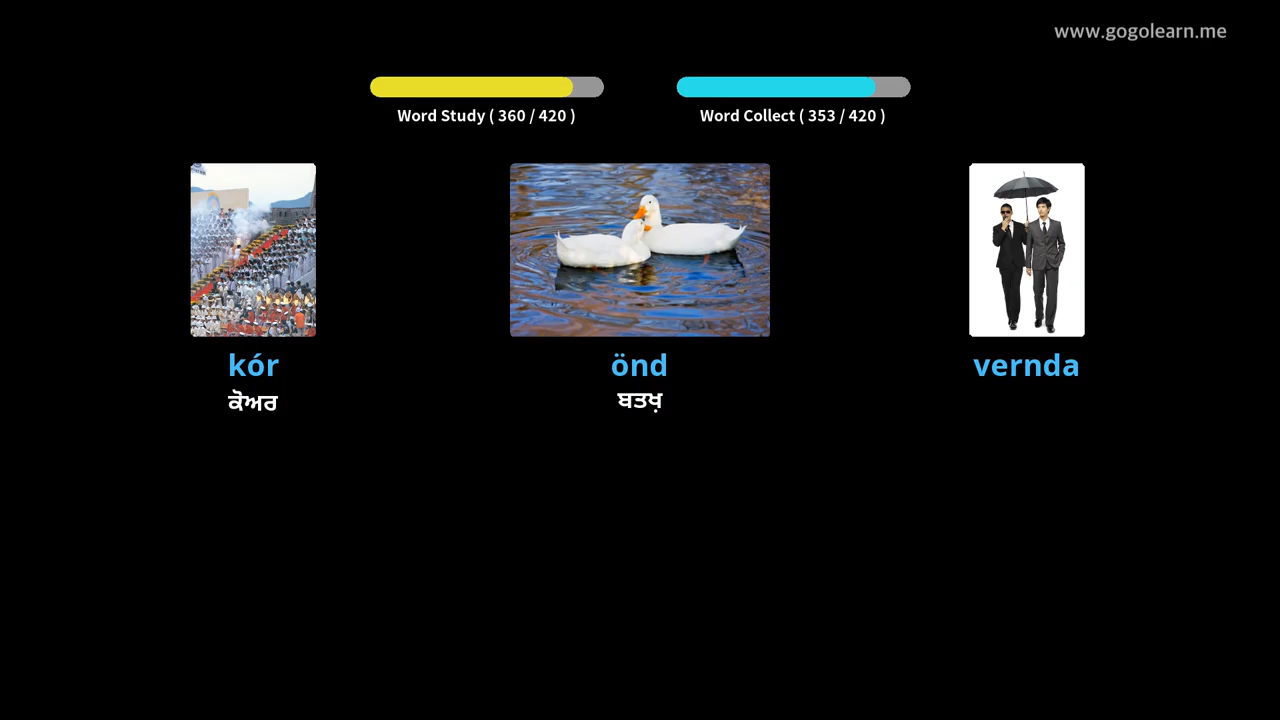 www.gogolearn.me
Word Study ( 360 / 420 )
Word Collect ( 353 / 420 )
kór
ਕੋਅਰ
önd
ਬਤਖ਼
vernda